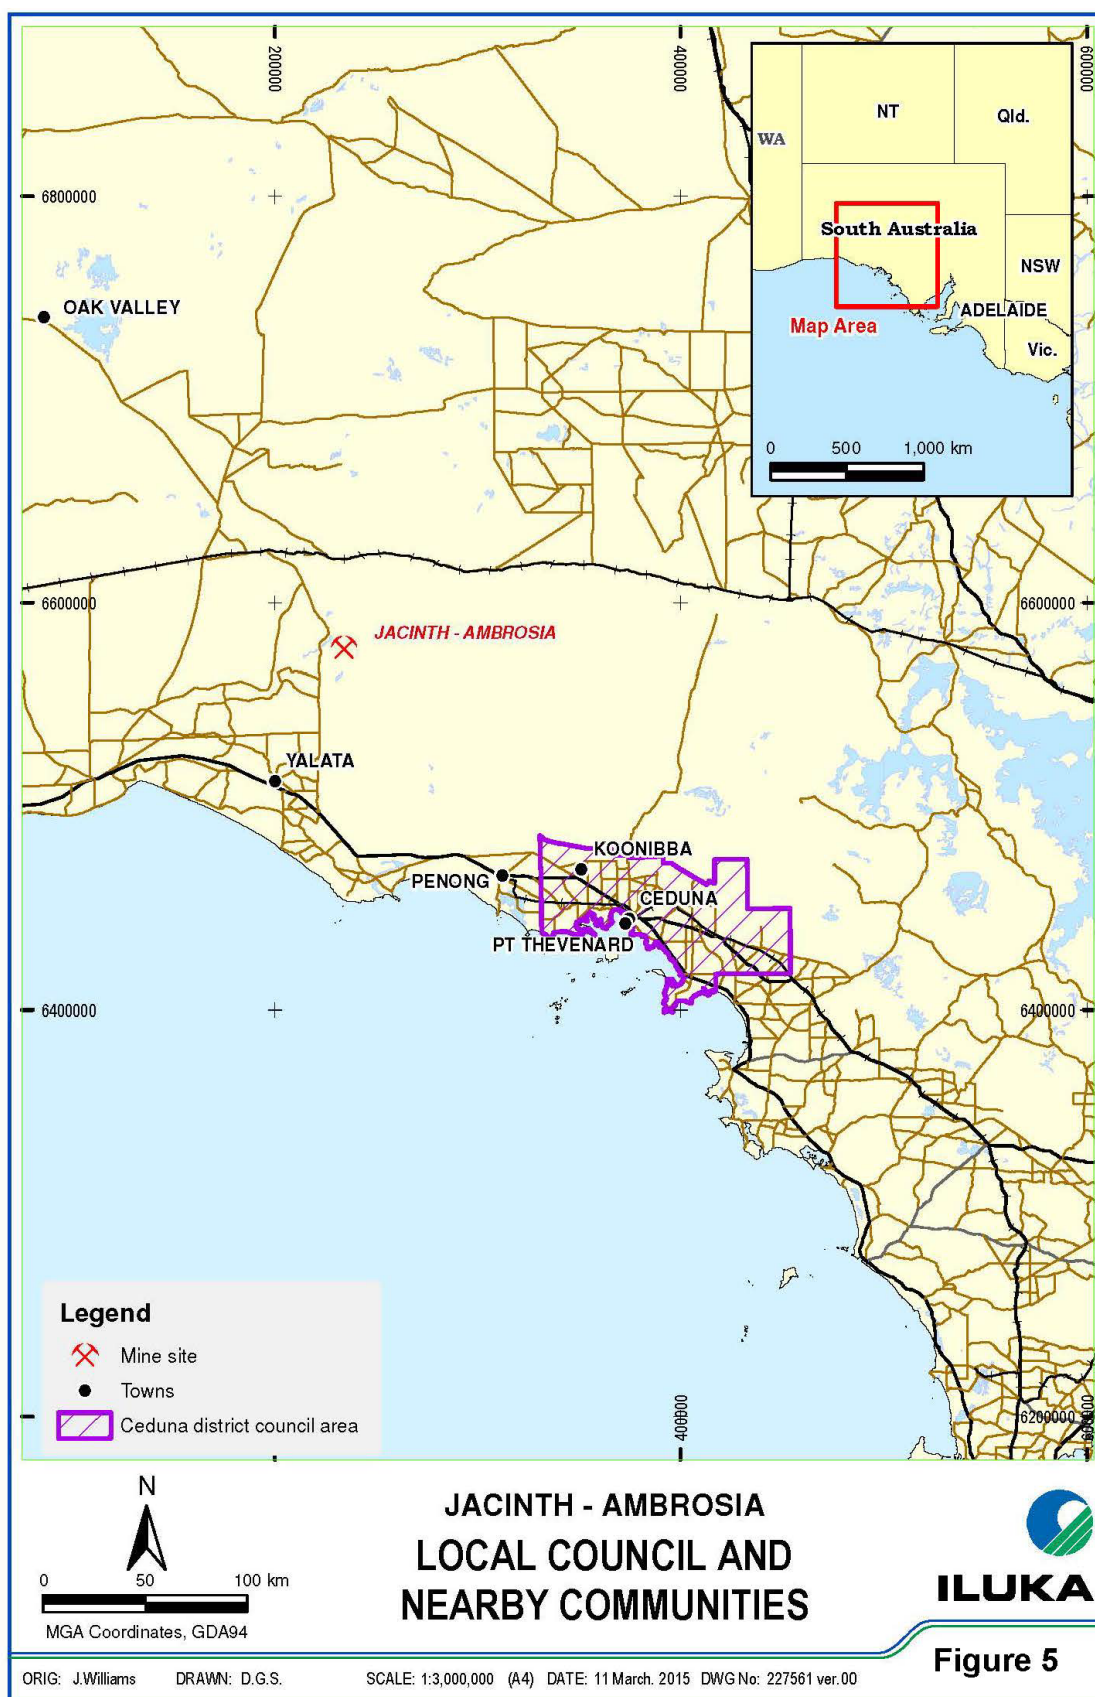 200000
400000
6000000
WA
NT
Qld.
6800000
South Australia
NSW
OAK VALLEY
ADELAIDE
Map Area
Vic.
0 500 1,000 km
6600000
6600000
JACINTH - AMBROSIA
YALATA
KOONIBBA
PENONG
CEDUNA
PT THEVENARD
6400000
6400000
Legend
Mine site
Towns
Ceduna district council area
400000
6200000
N
0 50 100 km
MGA Coordinates, GDA94
JACINTH - AMBROSIA
LOCAL COUNCIL AND
NEARBY COMMUNITIES
ILUKA
Figure 5
ORIG: J.Williams DRAWN: D.G.S. SCALE: 1:3,000,000 (A4) DATE: 11 March. 2015 DWG No: 227561 ver.00